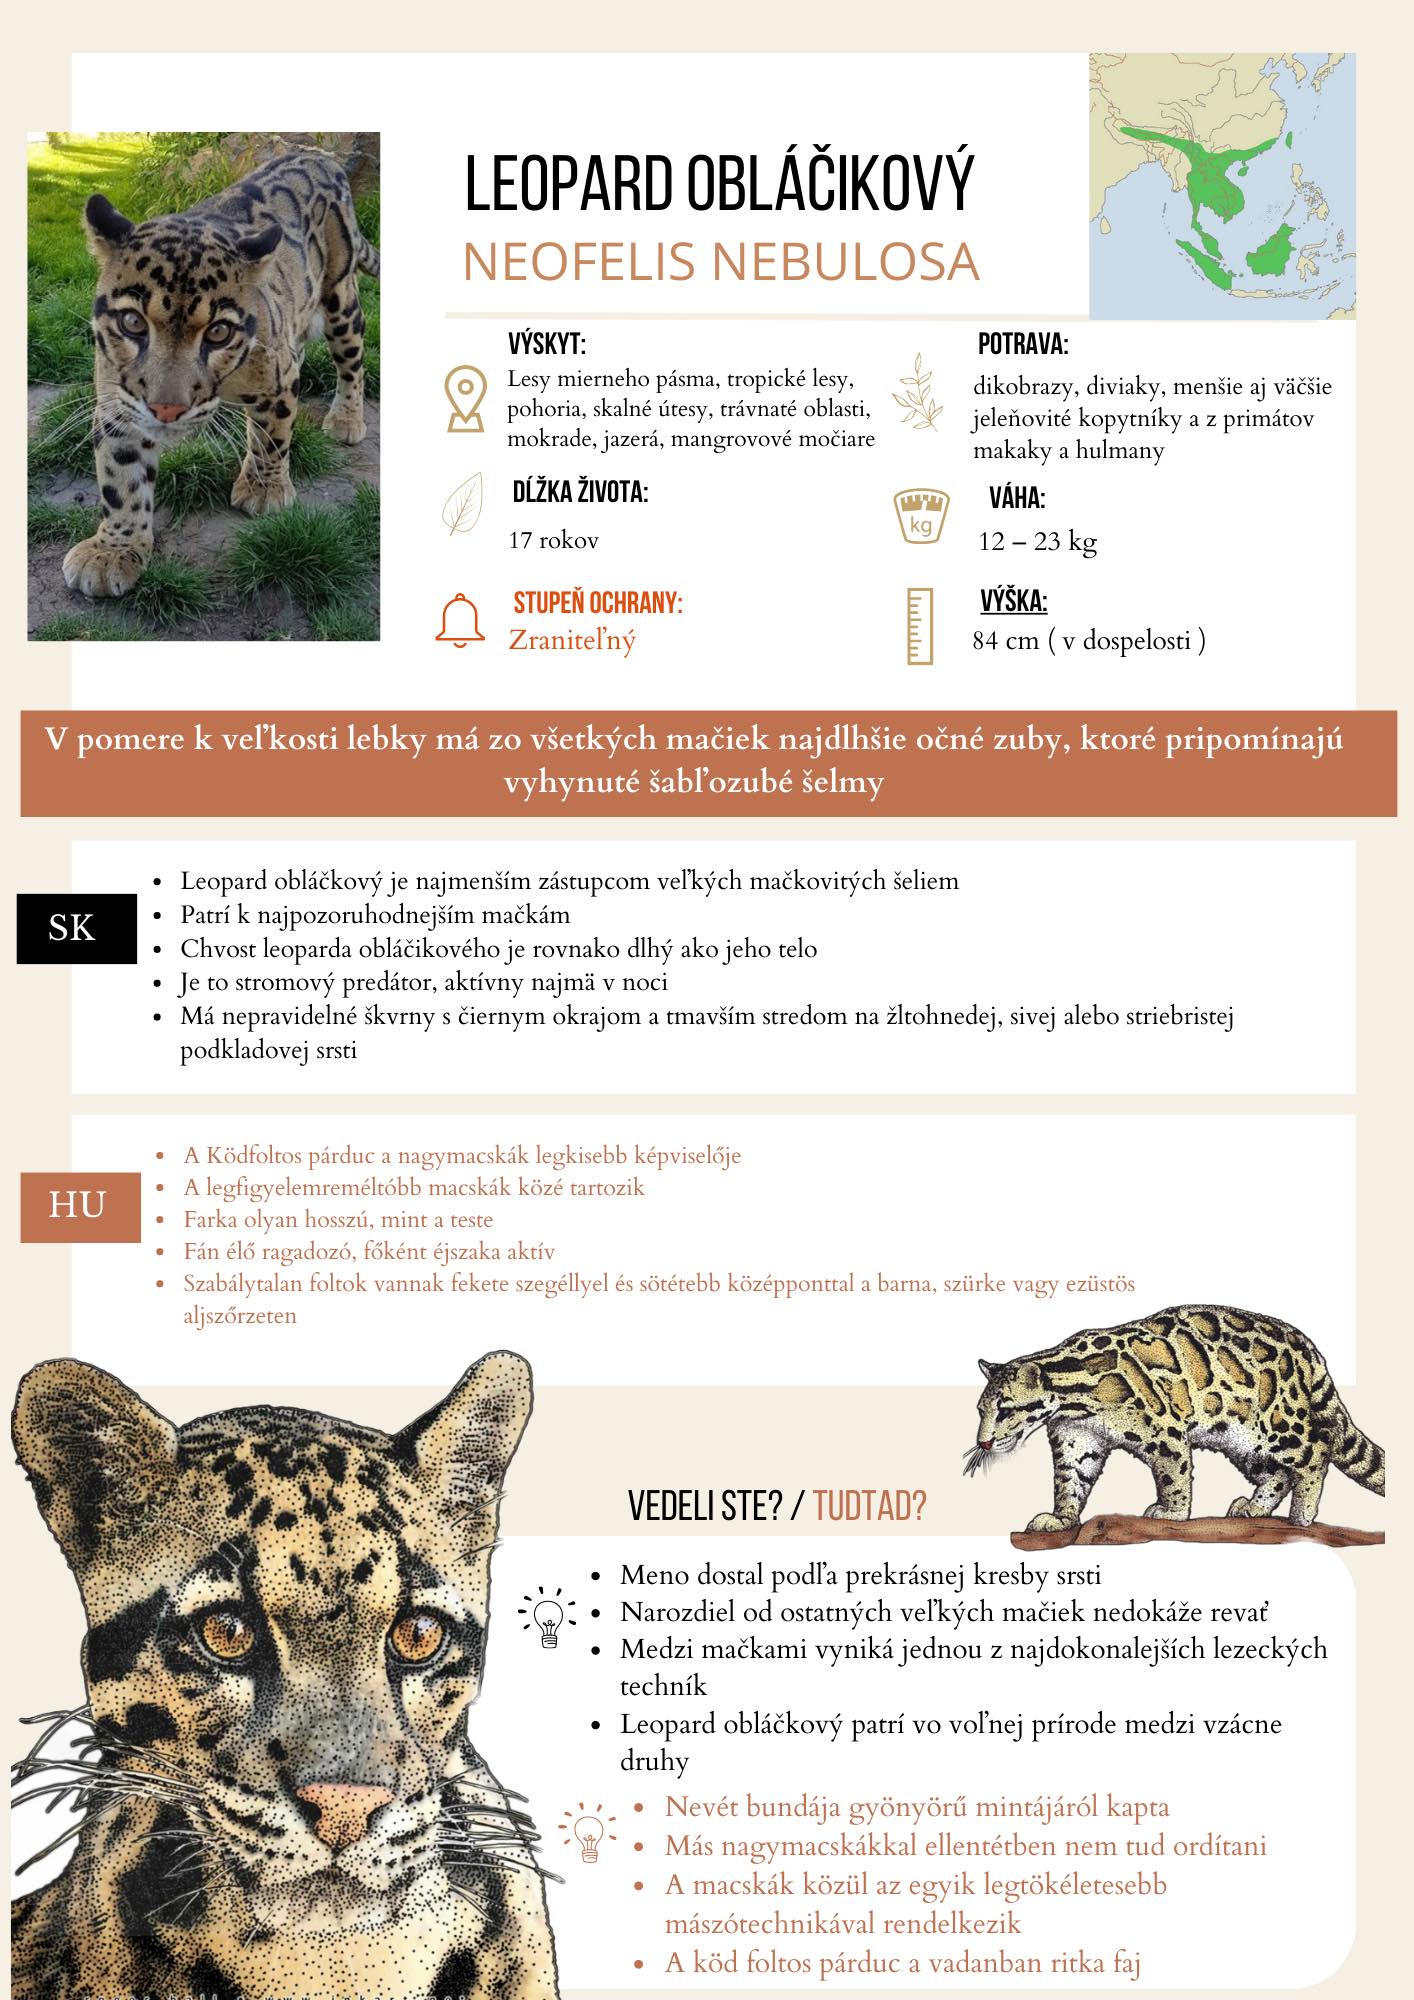 LEOPARD OBLÁČIKOVÝ
NEOFELIS NEBULOSA
VÝSKYT:
Lesy mierneho pásma, tropické lesy,
pohoria, skalné útesy, trávnaté oblasti,
mokrade, jazerá, mangrovové močiare
POTRAVA:
dikobrazy, diviaky, menšie aj väčšie
jeleňovité kopytníky a z primátov
makaky a hulmany
DĹŽKA ŽIVOTA:
17 rokov
kg
VÁHA:
12 – 23 kg
STUPEŇ OCHRANY:
Zraniteľný
VÝŠKA:
84 cm ( v dospelosti )
V pomere k veľkosti lebky má zo všetkých mačiek najdlhšie očné zuby, ktoré pripomínajú
vyhynuté šabľozubé šelmy
SK
• Leopard obláčkový je najmenším zástupcom veľkých mačkovitých šeliem
• Patrí k najpozoruhodnejším mačkám
• Chvost leoparda obláčikového je rovnako dlhý ako jeho telo
• Je to stromový predátor, aktívny najmä v noci
• Má nepravidelné škvrny s čiernym okrajom a tmavším stredom na žltohnedej, sivej alebo striebristej
podkladovej srsti
HU
• A Ködfoltos párduc a nagymacskák legkisebb képviselője
• A legfigyelemreméltóbb macskák közé tartozik
• Farka olyan hosszú, mint a teste
• Fán élő ragadozó, főként éjszaka aktív
• Szabálytalan foltok vannak fekete szegéllyel és sötétebb középponttal a barna, szürke vagy ezüstös
aljszőrzeten
VEDELI STE? / TUDTAD?
• Meno dostal podľa prekrásnej kresby srsti
• Narozdiel od ostatných veľkých mačiek nedokáže revať
• Medzi mačkami vyniká jednou z najdokonalejších lezeckých
techník
• Leopard obláčkový patrí vo voľnej prírode medzi vzácne
druhy
• Nevét bundája gyönyörű mintájáról kapta
• Más nagymacskákkal ellentétben nem tud ordítani
• A macskák közül az egyik legtökéletesebb
mászótechnikával rendelkezik
• A köd foltos párduc a vadanban ritka faj